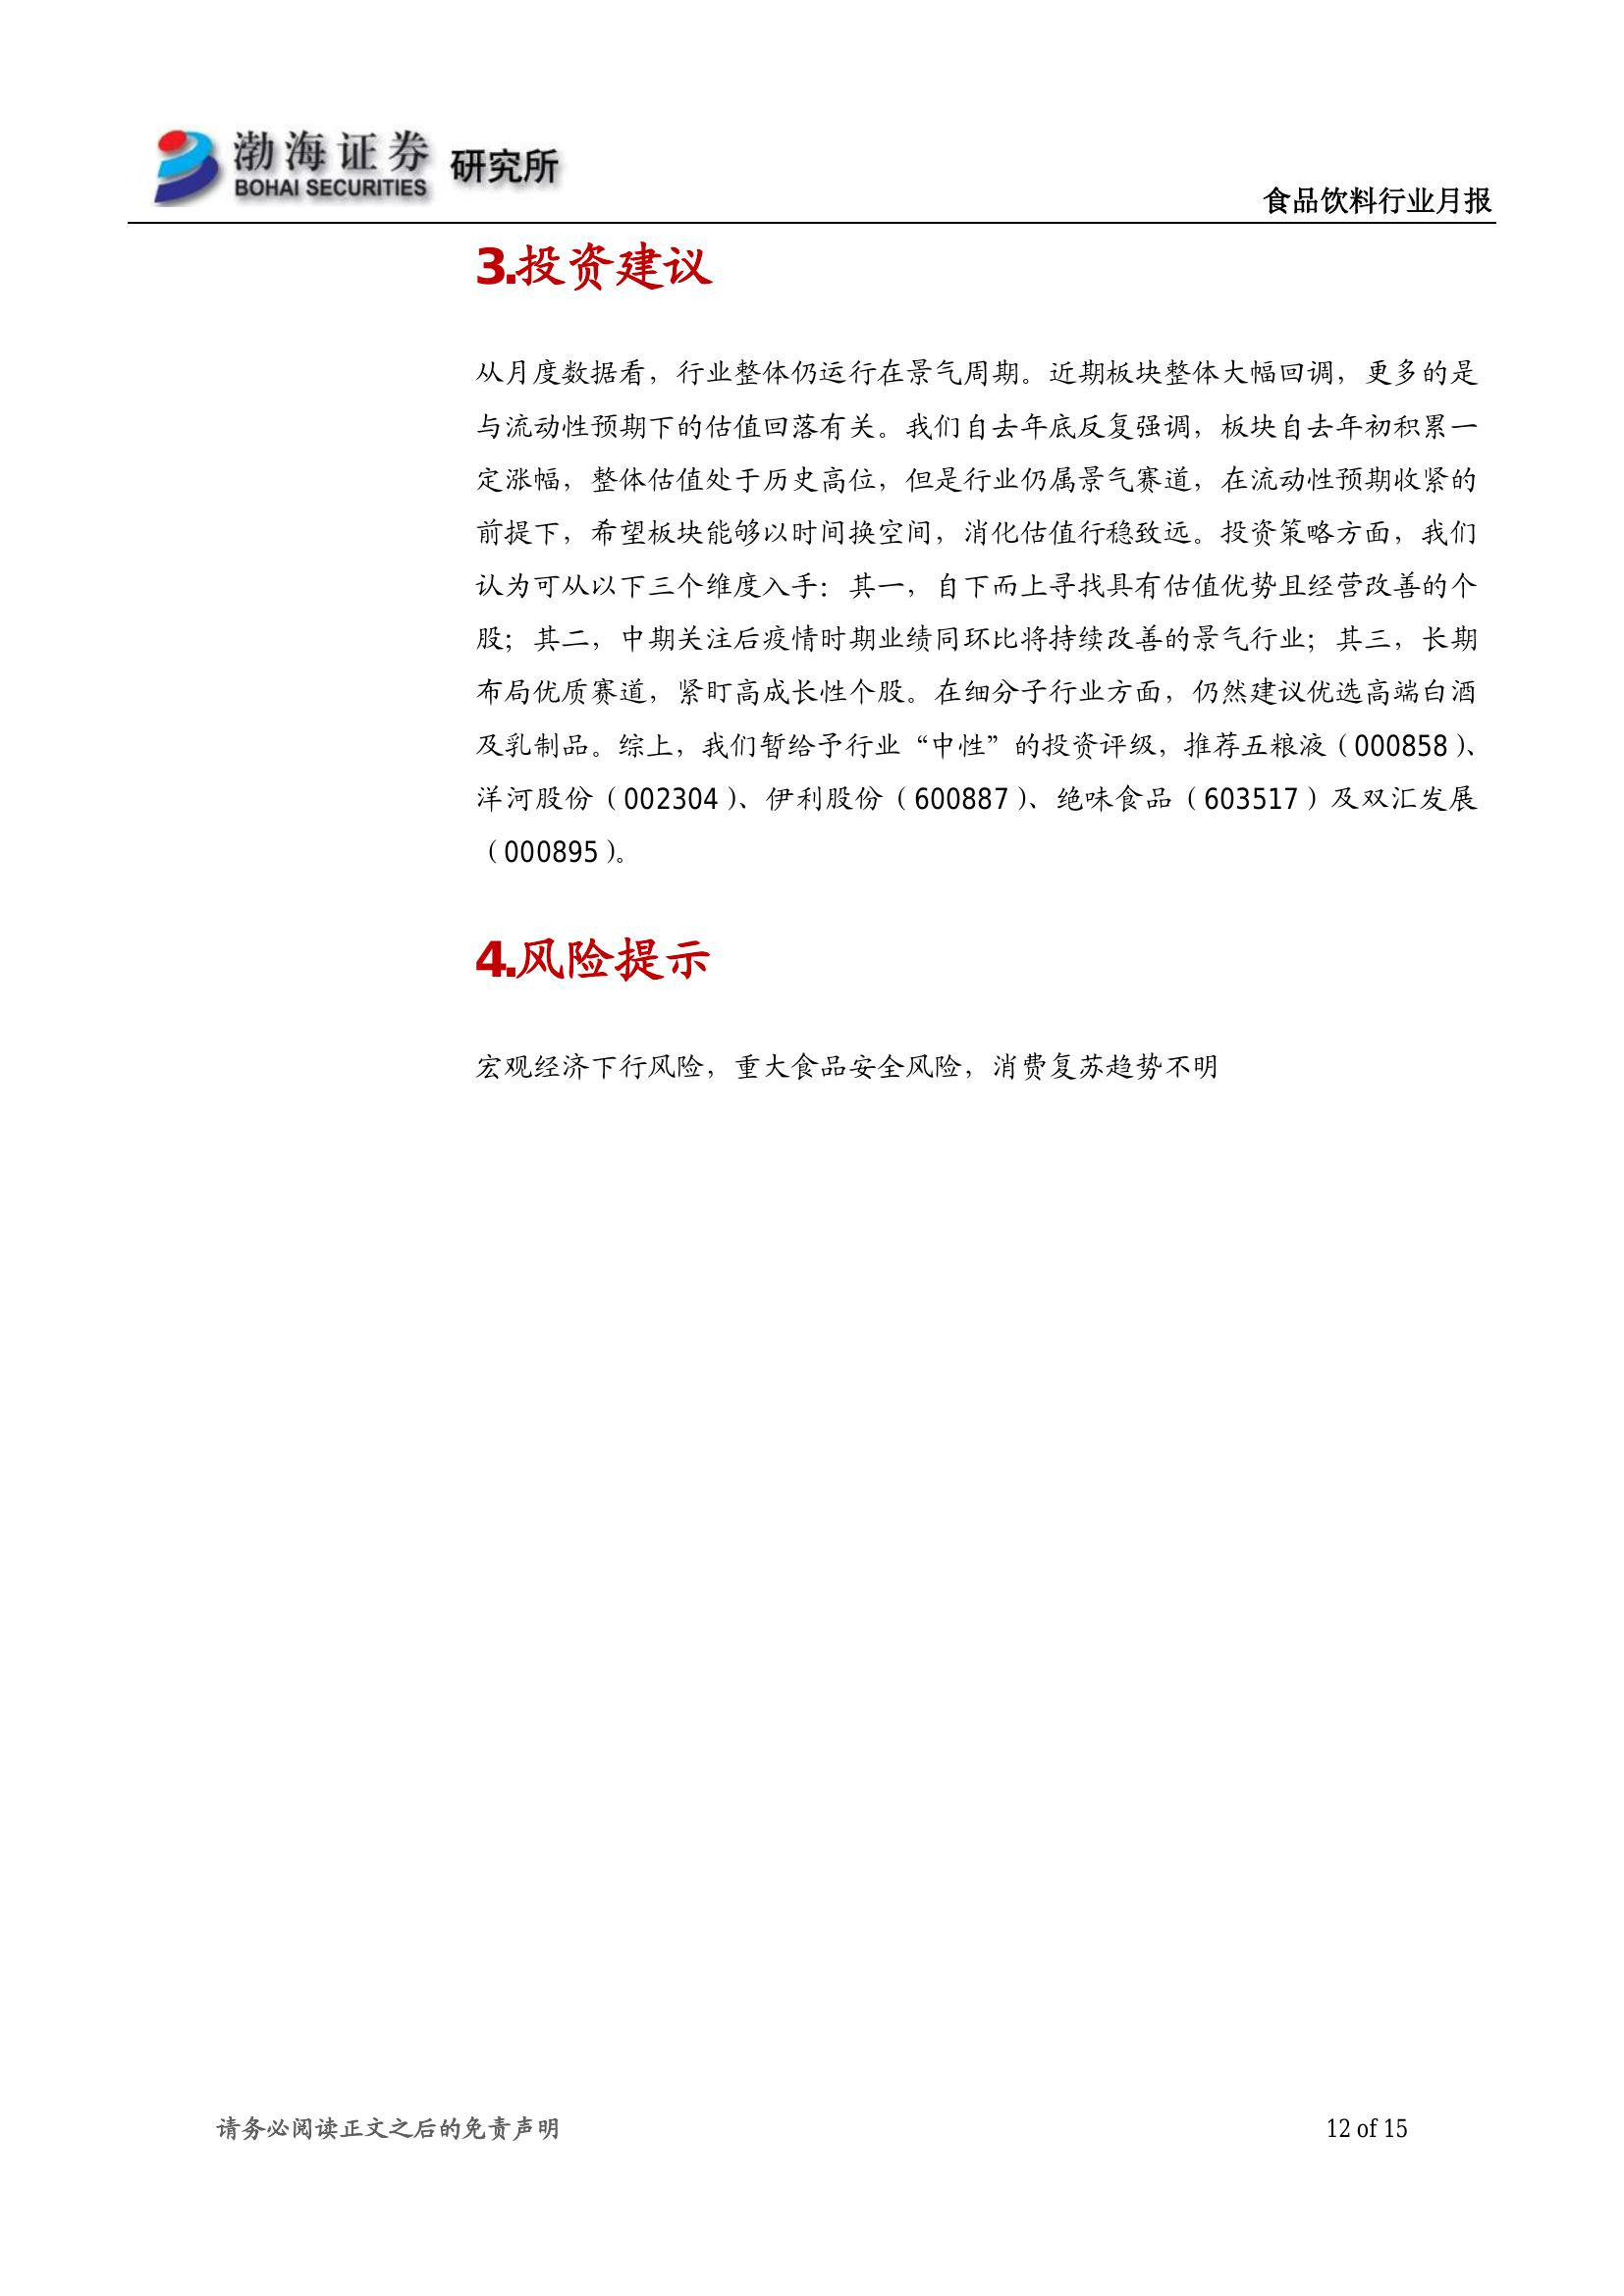 渤海证券 研究所
BOHAI SECURITIES
食品饮料行业月报
3.投资建议
从月度数据看，行业整体仍运行在景气周期。近期板块整体大幅回调，更多的是
与流动性预期下的估值回落有关。我们自去年底反复强调，板块自去年初积累一
定涨幅，整体估值处于历史高位，但是行业仍属景气赛道，在流动性预期收紧的
前提下，希望板块能够以时间换空间，消化估值行稳致远。投资策略方面，我们
认为可从以下三个维度入手：其一，自下而上寻找具有估值优势且经营改善的个
股；其二，中期关注后疫情时期业绩同环比将持续改善的景气行业；其三，长期
布局优质赛道，紧盯高成长性个股。在细分子行业方面，仍然建议优选高端白酒
及乳制品。综上，我们暂给予行业“中性”的投资评级，推荐五粮液（000858）、
洋河股份（002304）、伊利股份（600887）、绝味食品（603517）及双汇发展
（000895）。
4.风险提示
宏观经济下行风险，重大食品安全风险，消费复苏趋势不明
请务必阅读正文之后的免责声明
12 of 15